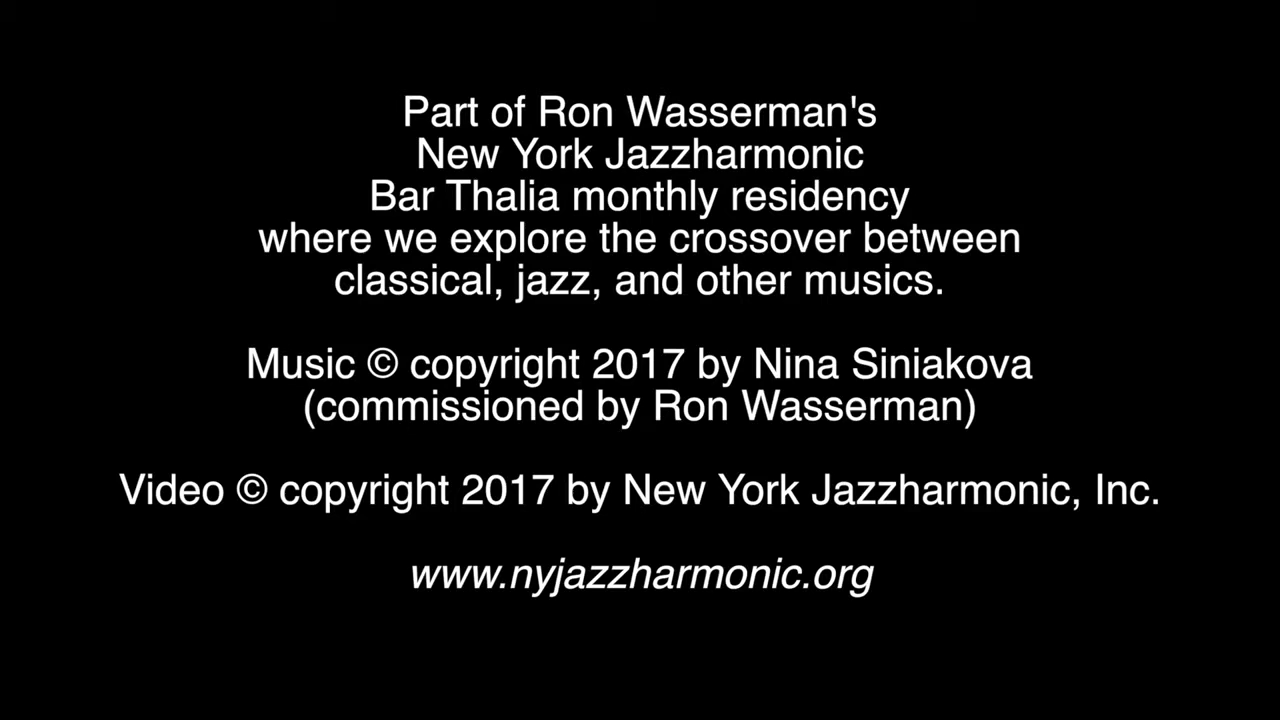 Part of Ron Wasserman's
New York Jazzharmonic
Bar Thalia monthly residency
where we explore the crossover between
classical, jazz, and other musics.
Music © copyright 2017 by Nina Siniakova
(commissioned by Ron Wasserman)
Video © copyright 2017 by New York Jazzharmonic, Inc.
www.nyjazzharmonic.org